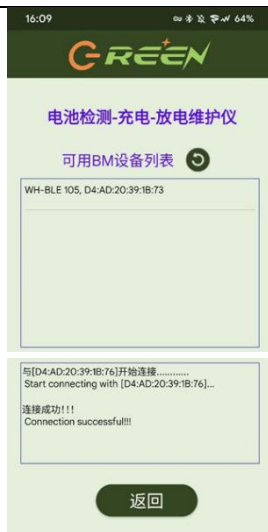 16:09
64%
GREEN
电池检测-充电-放电维护仪
可用BM设备列表
WH-BLE 105, D4:AD:20:39:1B:73
与[D4:AD:20:39:1B:76]开始连接............
Start connecting with [D4:AD:20:39:1B:76]...
连接成功!!!
Connection successful!!!
返回